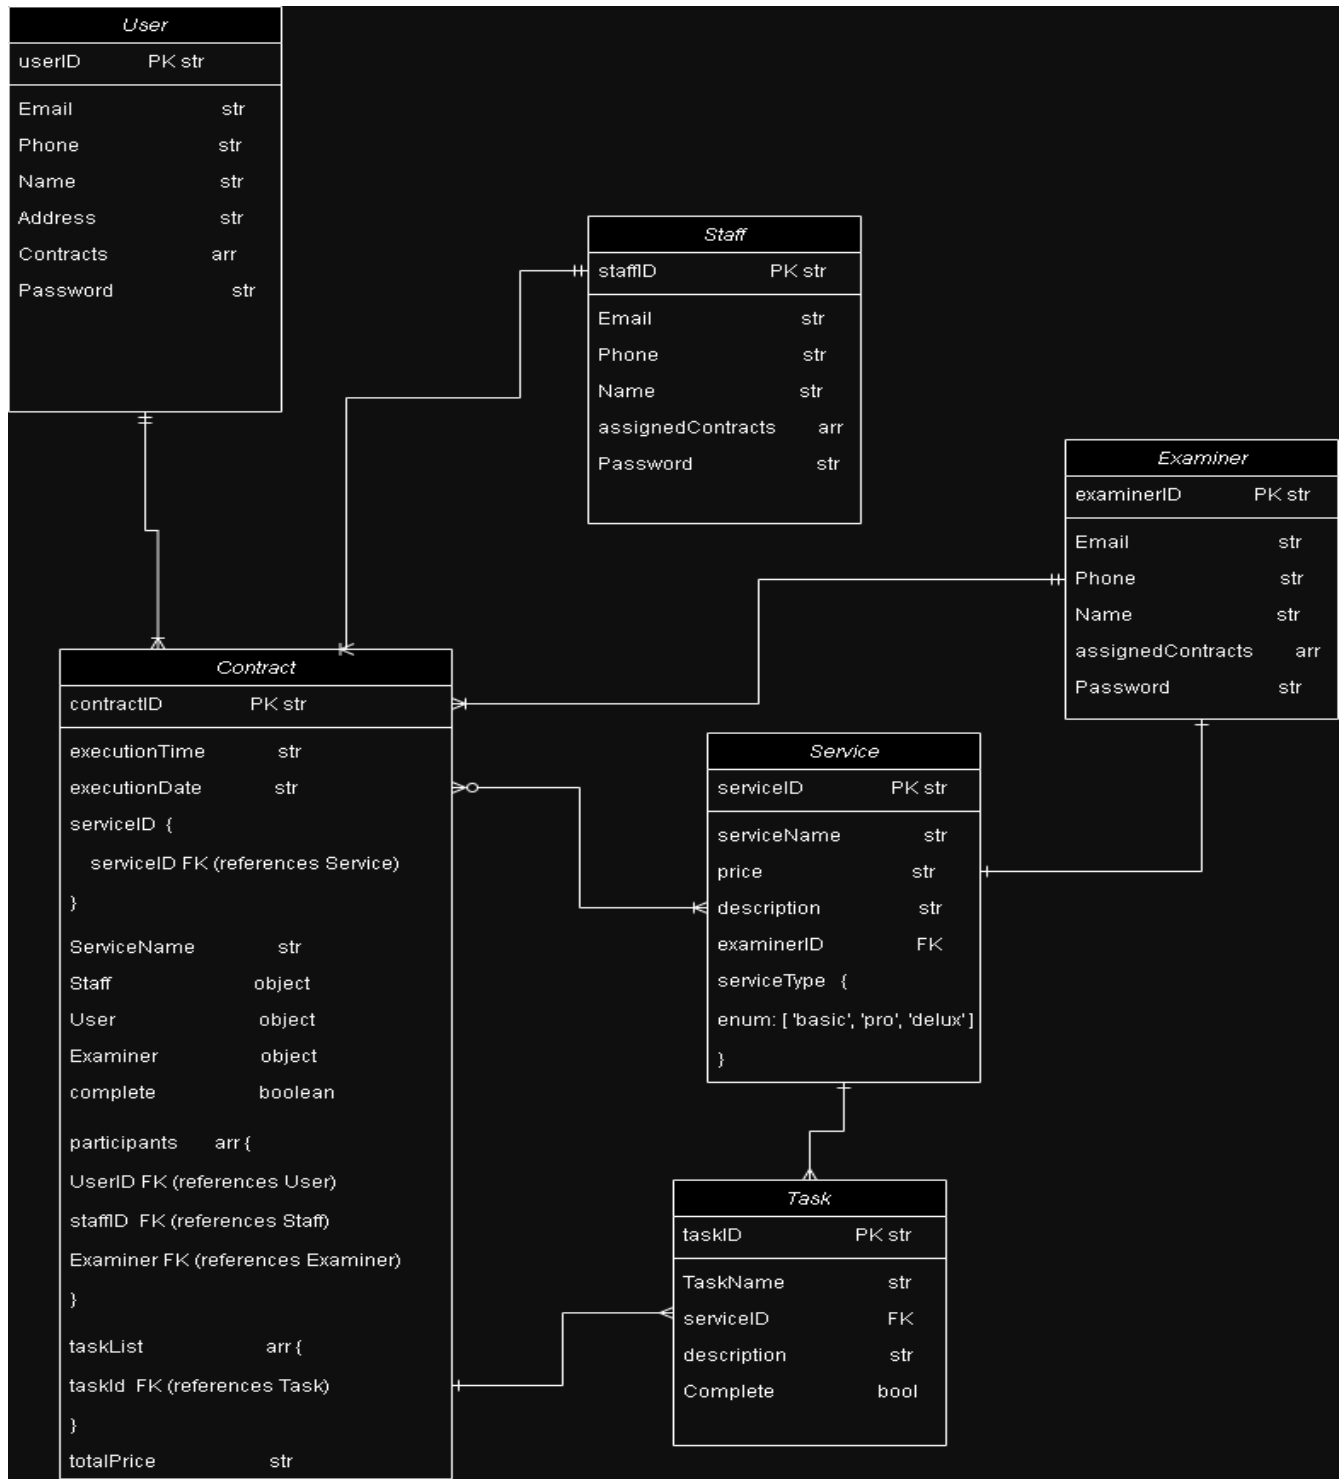 User
userID PK str
Email str
Phone str
Name str
Address str
Contracts arr
Password str
Staff
staffID PK str
Email str
Phone str
Name str
assignedContracts arr
Password str
Examiner
examinerID PK str
Email str
Phone str
Name str
assignedContracts arr
Password str
Contract
contractID PK str
executionTime str
executionDate str
serviceID {
serviceID FK (references Service)
}
ServiceName str
Staff object
User object
Examiner object
complete boolean
participants arr {
UserID FK (references User)
staffID FK (references Staff)
Examiner FK (references Examiner)
}
taskList arr {
taskId FK (references Task)
}
totalPrice str
Service
serviceID PK str
serviceName str
price str
description str
examinerID FK
serviceType {
enum: [ 'basic', 'pro', 'delux' ]
}
Task
taskID PK str
TaskName str
serviceID FK
description str
Complete bool